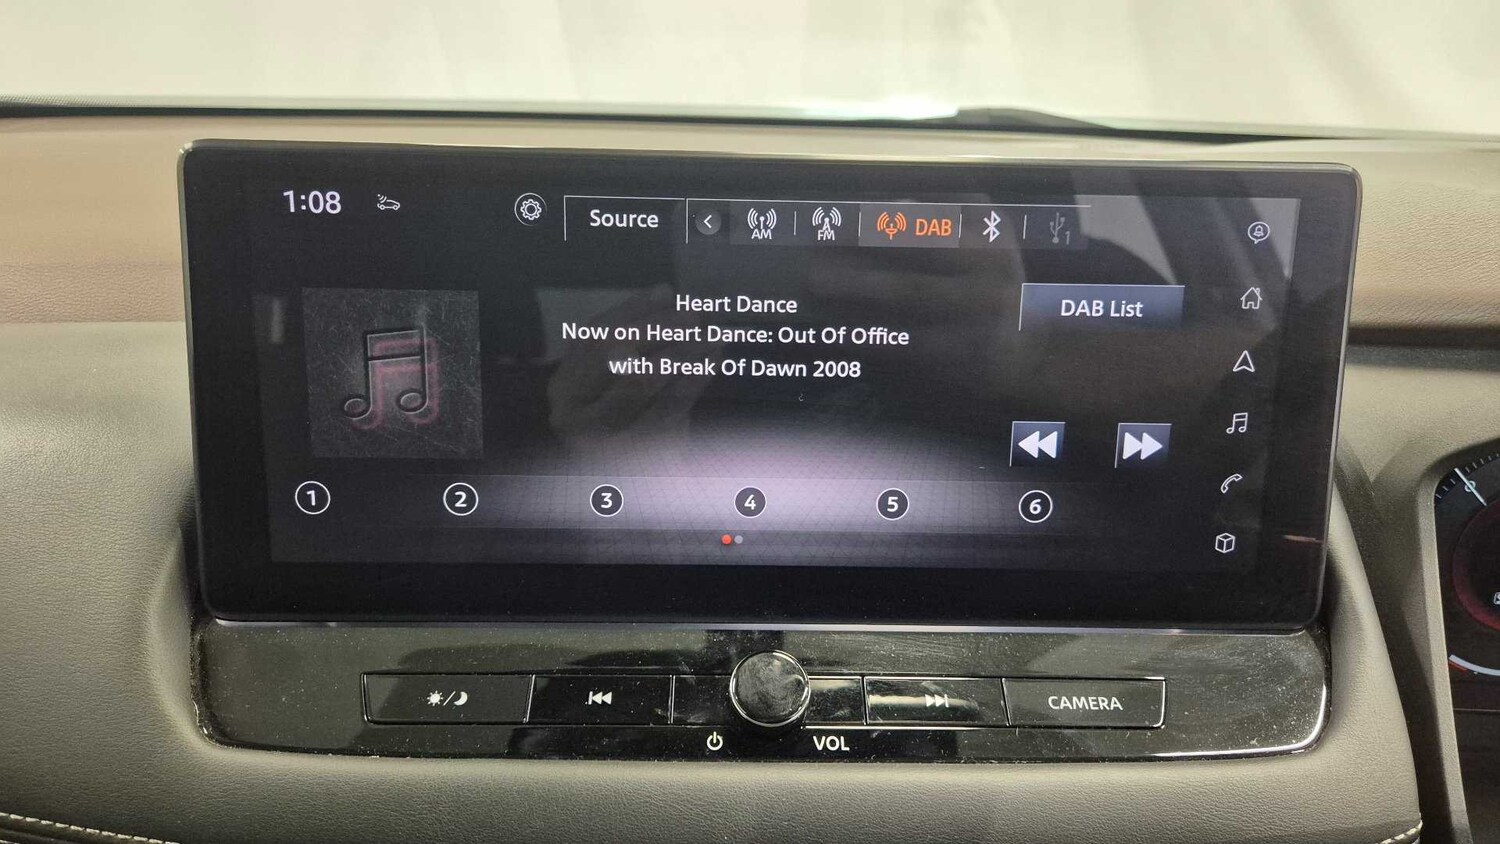 1:08
Source
AM
FM
DAB
1
Heart Dance
Now on Heart Dance: Out Of Office
with Break Of Dawn 2008
DAB List
1 2 3 4 5 6
CAMERA
VOL